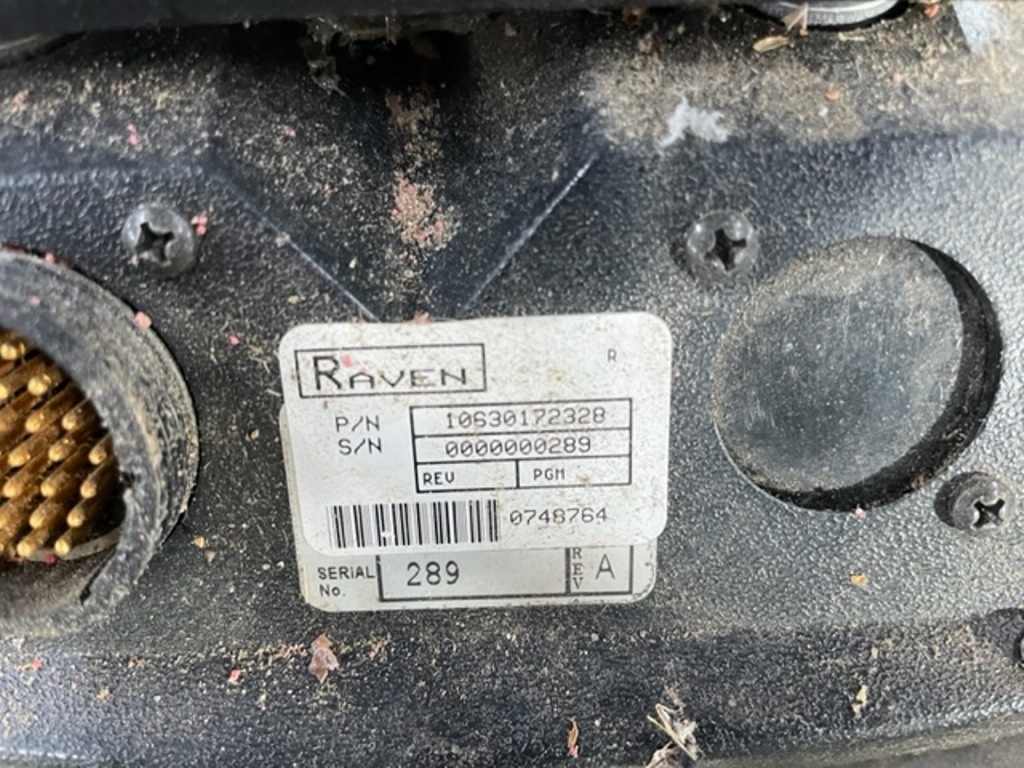 RAVEN
R
P/N 10630172328
S/N 0000000289
REV PGM
0748764
SERIAL No. 289 REV A